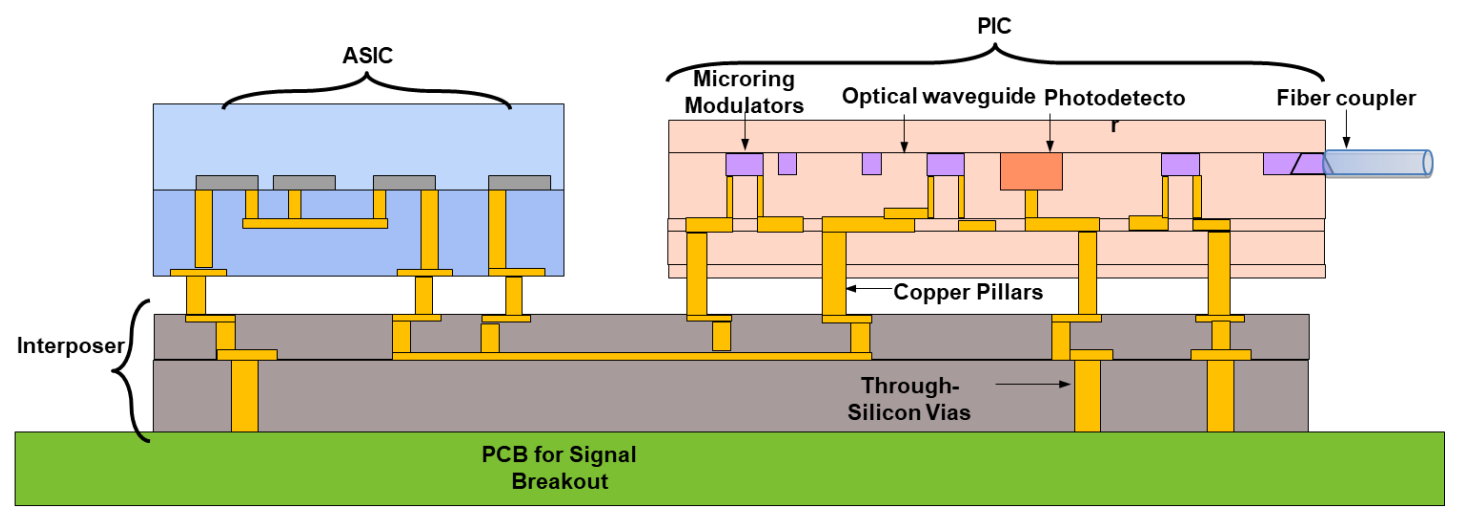 PIC
ASIC
Microring
Modulators
Optical waveguide
Photodetecto
r
Fiber coupler
Copper Pillars
Interposer
Through-
Silicon Vias
PCB for Signal
Breakout